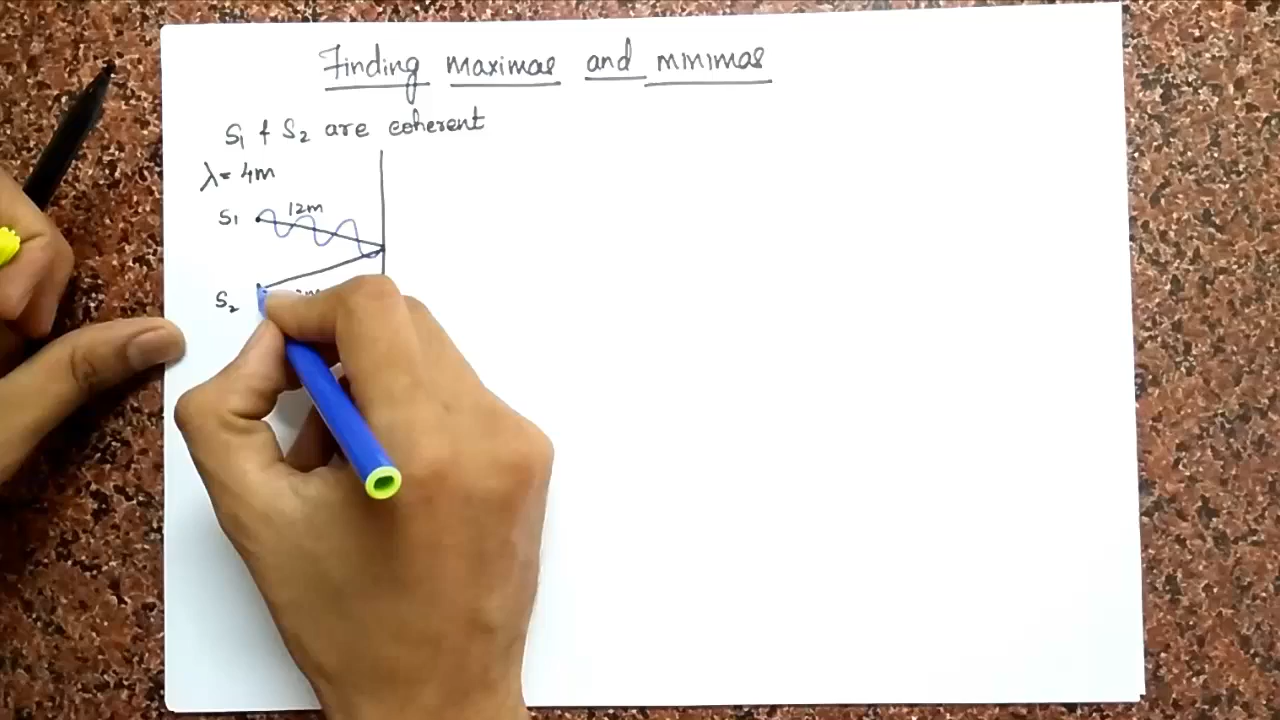 Finding maximas and minimas
S1 & S2 are coherent
λ = 4m
S1 12m
S2